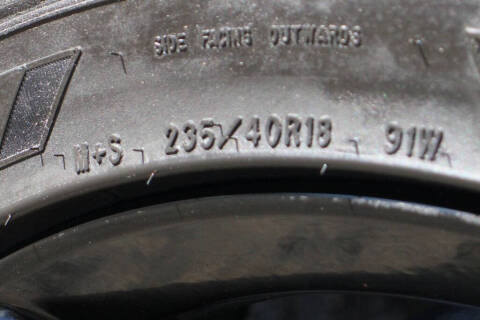 SIDE FACING OUTWARDS
M+S 235/40R18 91W